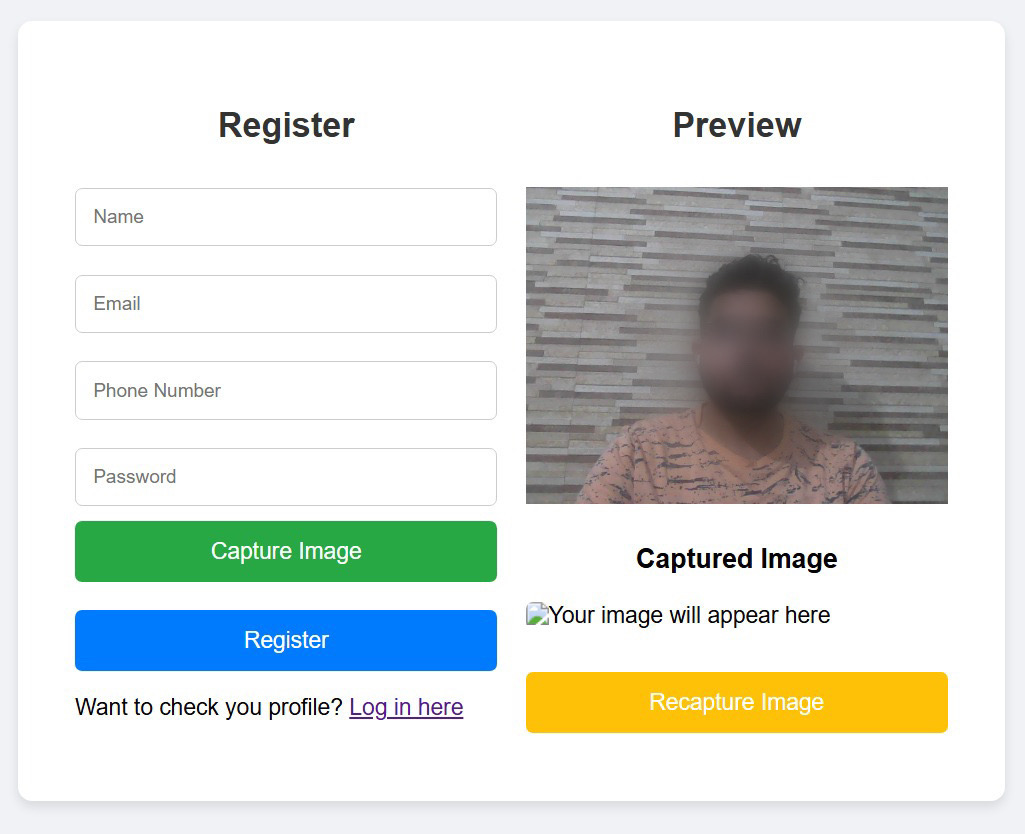 Register
Name
Email
Phone Number
Password
Capture Image
Register
Want to check you profile? Log in here
Preview
Captured Image
Your image will appear here
Recapture Image